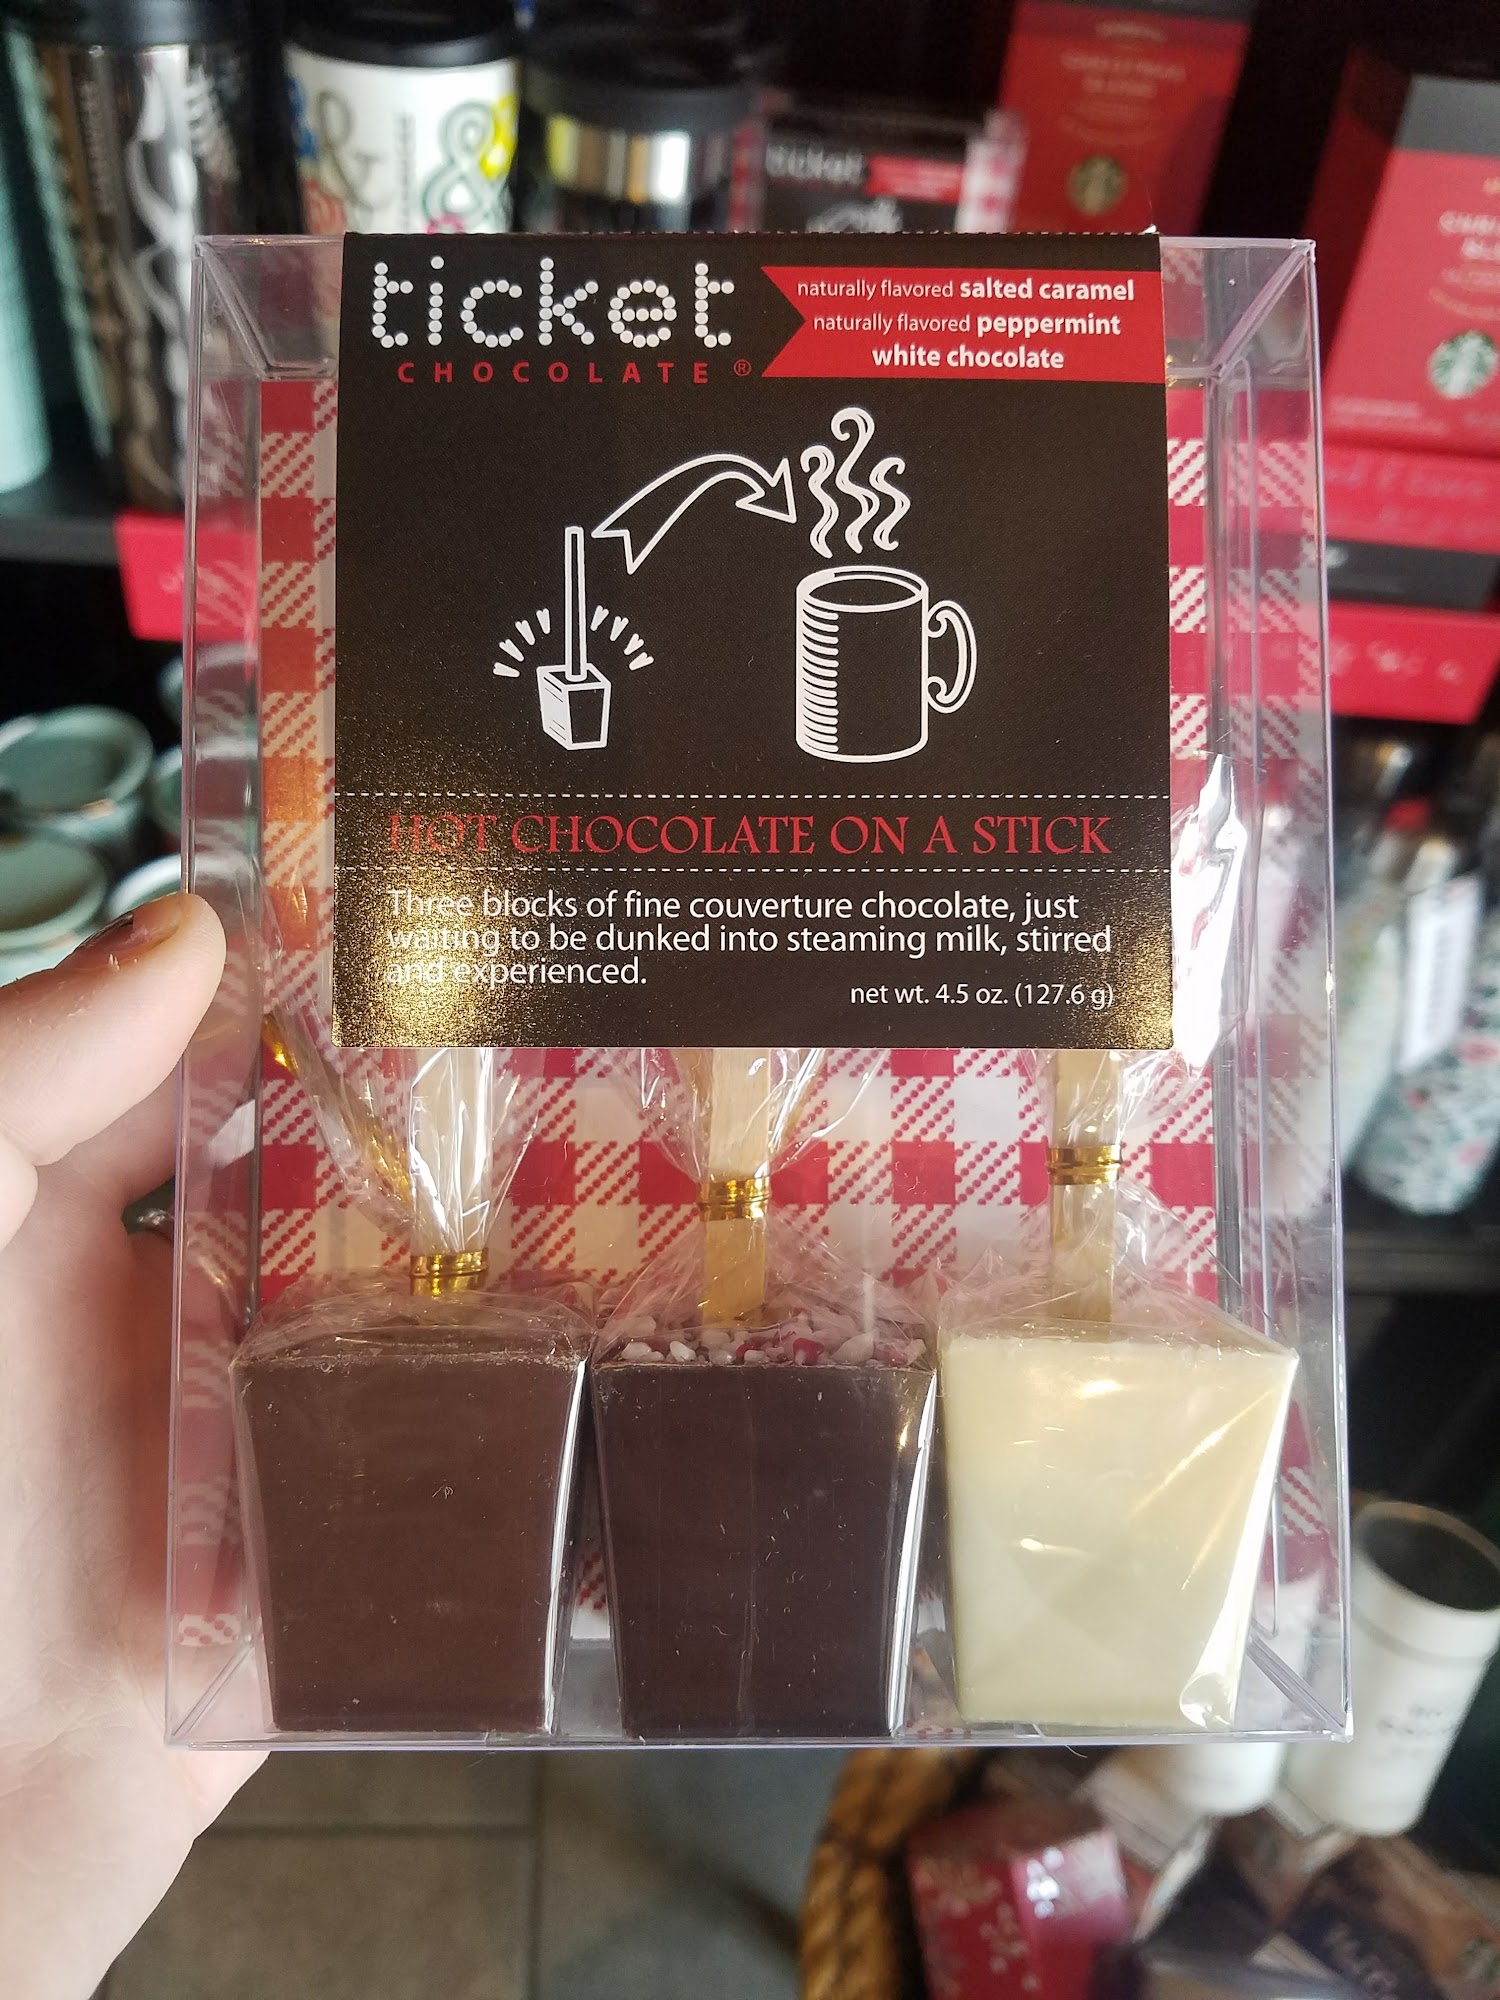 ticket
CHOCOLATE®
naturally flavored salted caramel
naturally flavored peppermint
white chocolate
HOT CHOCOLATE ON A STICK
Three blocks of fine couverture chocolate, just
waiting to be dunked into steaming milk, stirred
and experienced.
net wt. 4.5 oz. (127.6 g)
ticket
&
&